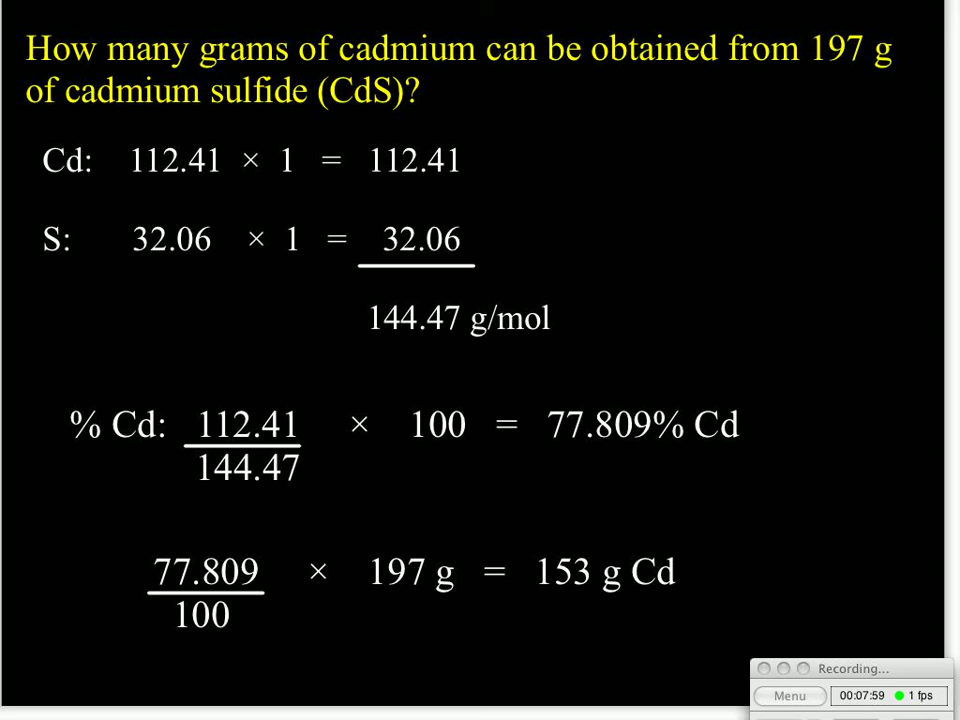 How many grams of cadmium can be obtained from 197 g
of cadmium sulfide (CdS)?
Cd: 112.41 × 1 = 112.41
S: 32.06 × 1 = 32.06
144.47 g/mol
% Cd: 112.41 × 100 = 77.809% Cd
144.47
77.809 × 197 g = 153 g Cd
100
Recording...
Menu 00:07:59 1 fps